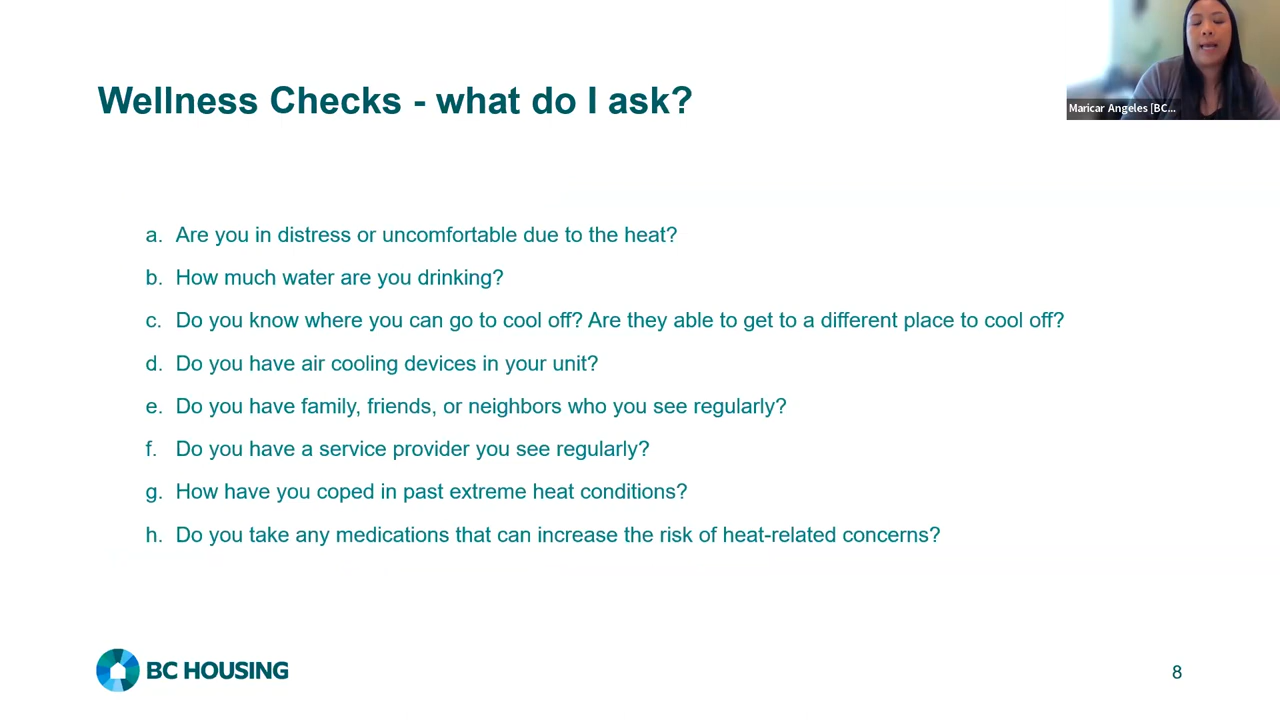 Wellness Checks - what do I ask?
Maricar Angeles [BC...
a. Are you in distress or uncomfortable due to the heat?
b. How much water are you drinking?
c. Do you know where you can go to cool off? Are they able to get to a different place to cool off?
d. Do you have air cooling devices in your unit?
e. Do you have family, friends, or neighbors who you see regularly?
f. Do you have a service provider you see regularly?
g. How have you coped in past extreme heat conditions?
h. Do you take any medications that can increase the risk of heat-related concerns?
BC HOUSING
8